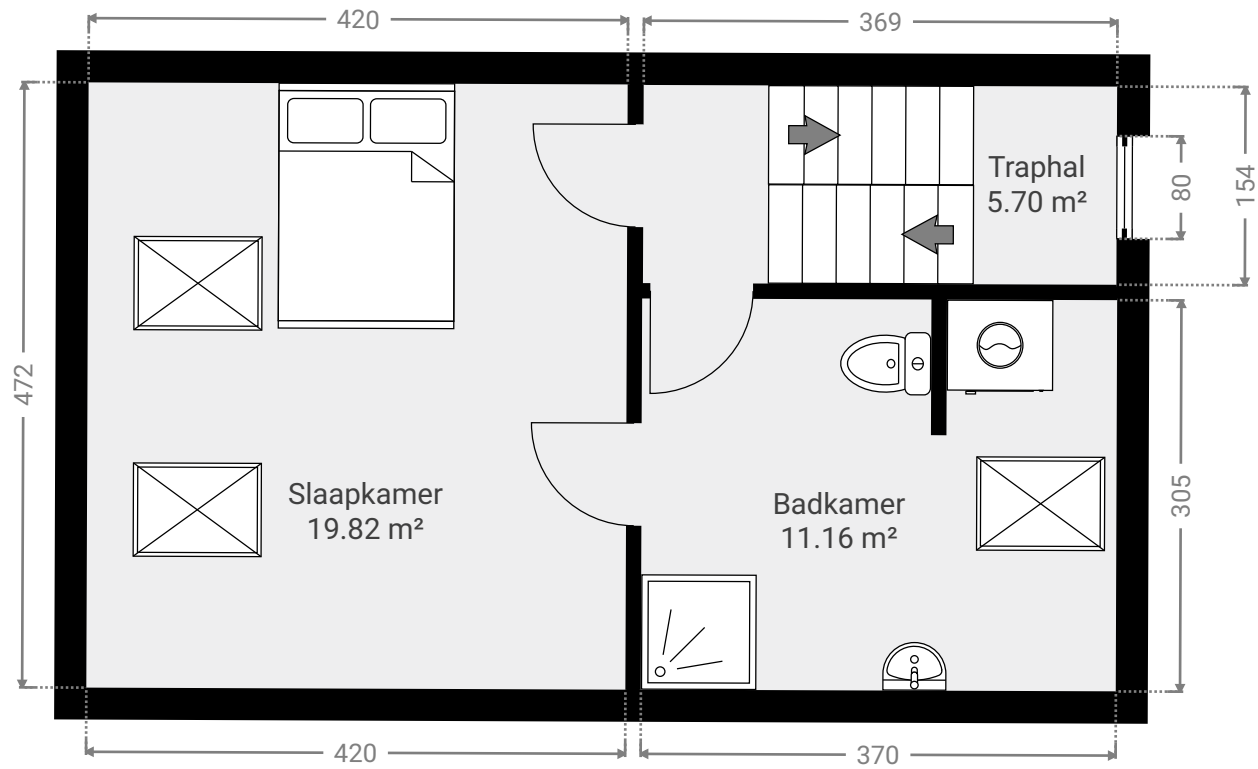 420
369
Traphal
5.70 m²
80
154
472
Slaapkamer
19.82 m²
Badkamer
11.16 m²
305
420
370